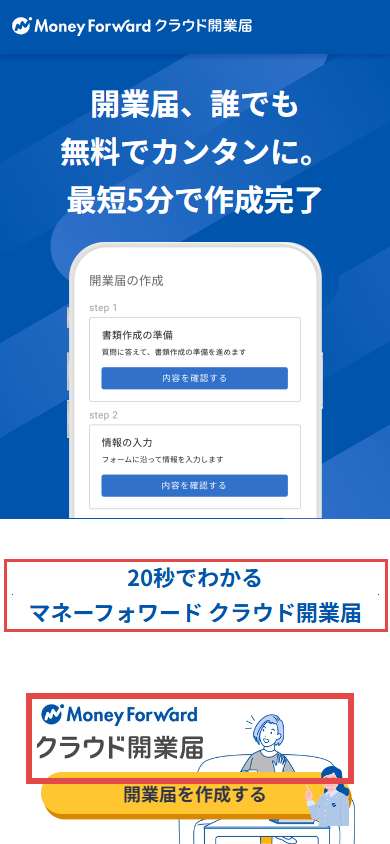 Money Forward クラウド開業届
開業届、誰でも
無料でカンタンに。
最短5分で作成完了
開業届の作成
step 1
書類作成の準備
質問に答えて、書類作成の準備を進めます
内容を確認する
step 2
情報の入力
フォームに沿って情報を入力します
内容を確認する
20秒でわかる
マネーフォワード クラウド開業届
Money Forward
クラウド開業届
開業届を作成する